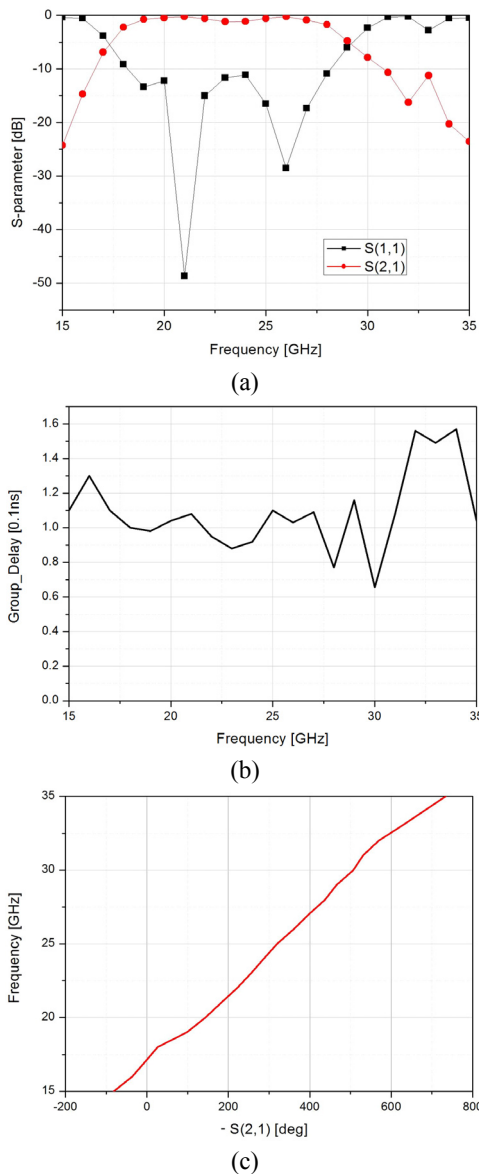 0
-10
-20
-30
-40
-50
S-parameter [dB]
S(1,1)
S(2,1)
15 20 25 30 35
Frequency [GHz]
(a)
1.6
1.4
1.2
1.0
0.8
0.6
0.4
0.2
0.0
Group_Delay [0.1ns]
15 20 25 30 35
Frequency [GHz]
(b)
35
30
25
20
15
Frequency [GHz]
-200 0 200 400 600 800
- S(2,1) [deg]
(c)